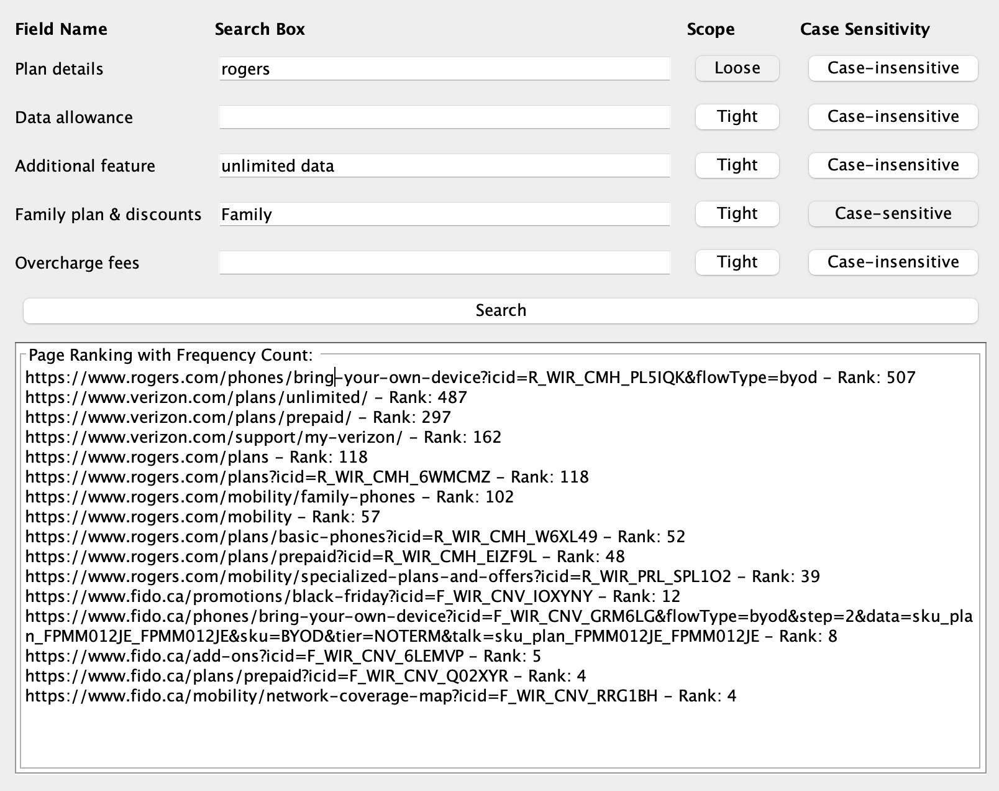 Field Name Search Box Scope Case Sensitivity
Plan details rogers Loose Case-insensitive
Data allowance Tight Case-insensitive
Additional feature unlimited data Tight Case-insensitive
Family plan & discounts Family Tight Case-sensitive
Overcharge fees Tight Case-insensitive
Search
Page Ranking with Frequency Count:
https://www.rogers.com/phones/bring-your-own-device?icid=R_WIR_CMH_PL5IQK&flowType=byod - Rank: 507
https://www.verizon.com/plans/unlimited/ - Rank: 487
https://www.verizon.com/plans/prepaid/ - Rank: 297
https://www.verizon.com/support/my-verizon/ - Rank: 162
https://www.rogers.com/plans - Rank: 118
https://www.rogers.com/plans?icid=R_WIR_CMH_6WMCMZ - Rank: 118
https://www.rogers.com/mobility/family-phones - Rank: 102
https://www.rogers.com/mobility - Rank: 57
https://www.rogers.com/plans/basic-phones?icid=R_WIR_CMH_W6XL49 - Rank: 52
https://www.rogers.com/plans/prepaid?icid=R_WIR_CMH_EIZF9L - Rank: 48
https://www.rogers.com/mobility/specialized-plans-and-offers?icid=R_WIR_PRL_SPL1O2 - Rank: 39
https://www.fido.ca/promotions/black-friday?icid=F_WIR_CNV_IOXYNY - Rank: 12
https://www.fido.ca/phones/bring-your-own-device?icid=F_WIR_CNV_GRM6LG&flowType=byod&step=2&data=sku_pla
n_FPMM012JE_FPMM012JE&sku=BYOD&tier=NOTERM&talk=sku_plan_FPMM012JE_FPMM012JE - Rank: 8
https://www.fido.ca/add-ons?icid=F_WIR_CNV_6LEMVP - Rank: 5
https://www.fido.ca/plans/prepaid?icid=F_WIR_CNV_Q02XYR - Rank: 4
https://www.fido.ca/mobility/network-coverage-map?icid=F_WIR_CNV_RRG1BH - Rank: 4